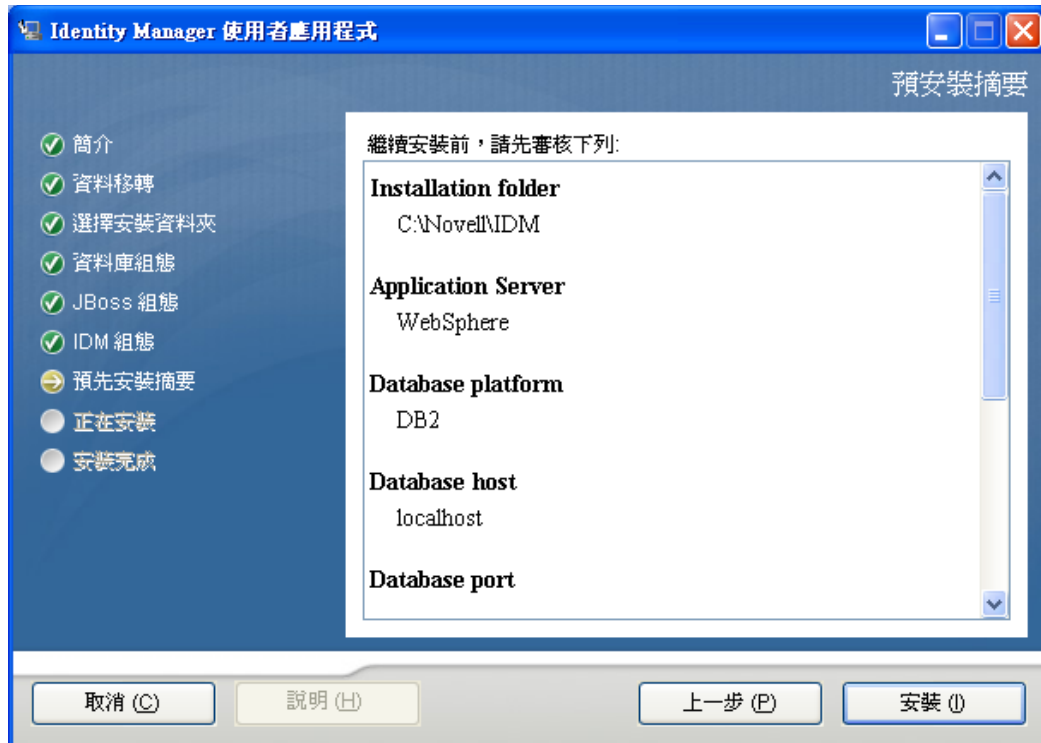 Identity Manager 使用者應用程式
預安裝摘要
簡介
資料移轉
選擇安裝資料夾
資料庫組態
JBoss 組態
IDM 組態
預先安裝摘要
正在安裝
安裝完成
繼續安裝前，請先審核下列:
Installation folder
C:\Novell\IDM
Application Server
WebSphere
Database platform
DB2
Database host
localhost
Database port
取消 (C)
說明 (H)
上一步 (P)
安裝 (I)